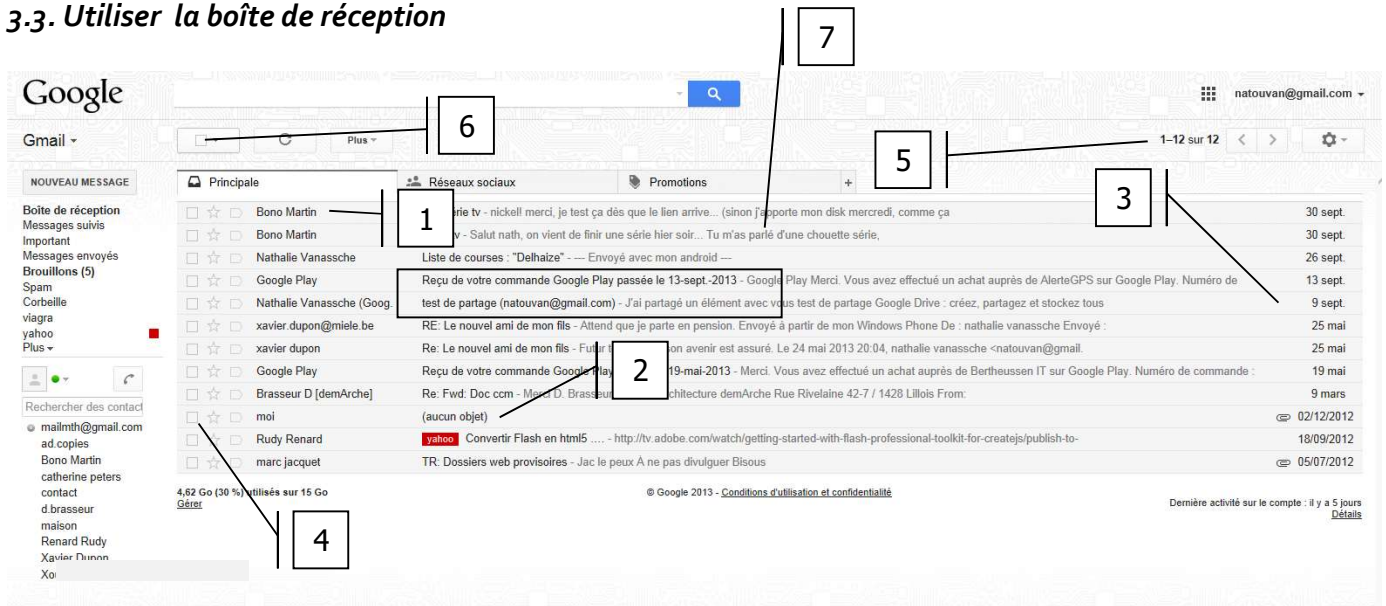 3.3. Utiliser la boîte de réception
7
Google
natouvan@gmail.com
Gmail
6
Plus
5
1–12 sur 12
NOUVEAU MESSAGE
Principale
Réseaux sociaux
Promotions
+
3
Boîte de réception
Messages suivis
Important
Messages envoyés
Brouillons (5)
Spam
Corbeille
viagra
yahoo
Plus
1
Bono Martin tv - nickel! merci, je test ça dès que le lien arrive... (sinon j'apporte mon disk mercredi, comme ça 30 sept.
Bono Martin - Salut nath, on vient de finir une série hier soir... Tu m'as parlé d'une chouette série, 30 sept.
Nathalie Vanassche Liste de courses : "Delhaize" - --- Envoyé avec mon android --- 26 sept.
Google Play Reçu de votre commande Google Play passée le 13-sept.-2013 - Google Play Merci. Vous avez effectué un achat auprès de AlerteGPS sur Google Play. Numéro de 13 sept.
Nathalie Vanassche (Goog. test de partage (natouvan@gmail.com) - J'ai partagé un élément avec vous test de partage Google Drive : créez, partagez et stockez tous 9 sept.
xavier.dupon@miele.be RE: Le nouvel ami de mon fils - Attend que je parte en pension. Envoyé à partir de mon Windows Phone De : nathalie vanassche Envoyé : 25 mai
xavier dupon Re: Le nouvel ami de mon fils - son avenir est assuré. Le 24 mai 2013 20:04, nathalie vanassche <natouvan@gmail. 25 mai
Google Play Reçu de votre commande Google 19-mai-2013 - Merci. Vous avez effectué un achat auprès de Bertheussen IT sur Google Play. Numéro de commande : 19 mai
2
Brasseur D [demArche] Re: Fwd: Doc ccm - D. Brasseur demArche Rue Rivelaine 42-7 / 1428 Lillois From: 9 mars
moi (aucun objet) 02/12/2012
Rudy Renard yahoo Convertir Flash en html5 .... - http://tv.adobe.com/watch/getting-started-with-flash-professional-toolkit-for-createjs/publish-to- 18/09/2012
marc jacquet TR: Dossiers web provisoires - Jac le peux A ne pas divulguer Bisous 05/07/2012
Rechercher des contact
mailmth@gmail.com
ad.copies
Bono Martin
catherine peters
contact
d.brasseur
maison
Renard Rudy
Xavier Dupon
4,62 Go (30 %) utilisés sur 15 Go
Gérer
© Google 2013 - Conditions d'utilisation et confidentialité
Dernière activité sur le compte : il y a 5 jours
Détails
4